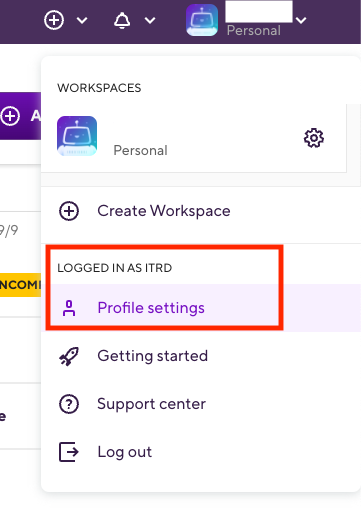 Personal
WORKSPACES
A
Personal
9/9
Create Workspace
LOGGED IN AS ITRD
NCOM
Profile settings
Getting started
Support center
e
Log out